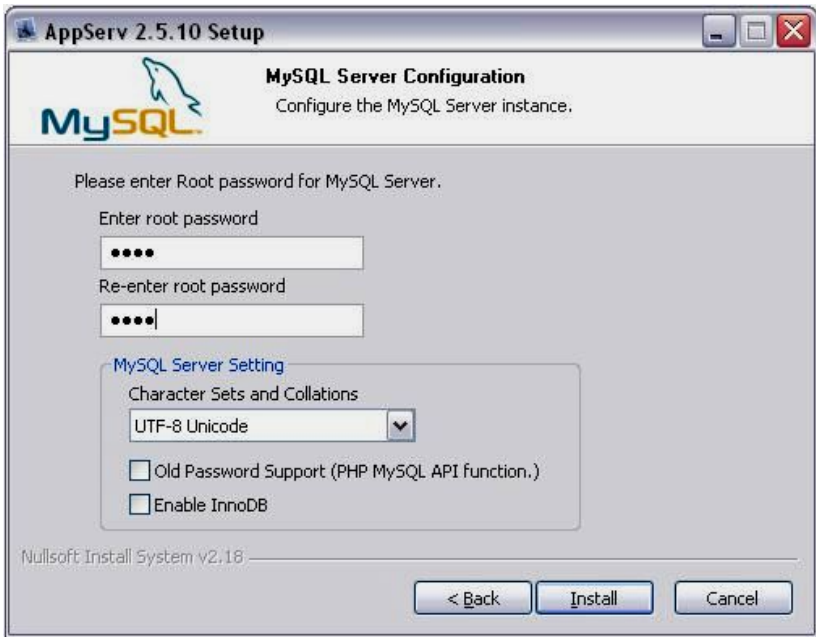 AppServ 2.5.10 Setup
MySQL Server Configuration
Configure the MySQL Server instance.
MySQL
Please enter Root password for MySQL Server.
Enter root password
••••
Re-enter root password
••••
MySQL Server Setting
Character Sets and Collations
UTF-8 Unicode
Old Password Support (PHP MySQL API function.)
Enable InnoDB
Nullsoft Install System v2.18
< Back
Install
Cancel